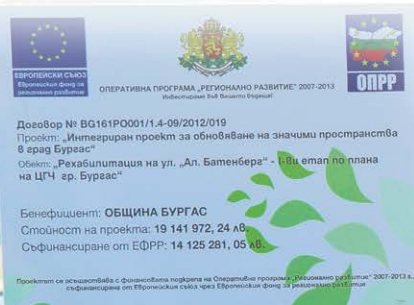 ЕВРОПЕЙСКИ СЪЮЗ
Европейски фонд за
регионално развитие
ОПРР
ОПЕРАТИВНА ПРОГРАМА „РЕГИОНАЛНО РАЗВИТИЕ" 2007-2013
Инвестираме във Вашето бъдеще!
Договор № BG161PO001/1.4-09/2012/019
Проект: „Интегриран проект за обновяване на значими пространства
в град Бургас"
Обект: „Рехабилитация на ул. „Ал. Батенберг" - I-ви етап по плана
на ЦГЧ гр. Бургас"
Бенефициент: ОБЩИНА БУРГАС
Стойност на проекта: 19 141 972, 24 лв.
Съфинансиране от ЕФРР: 14 125 281, 05 лв.
Проектът се осъществява с финансовата подкрепа на Оперативна програма „Регионално развитие" 2007-2013 г.,
съфинансирана от Европейския съюз чрез Европейския фонд за регионално развитие